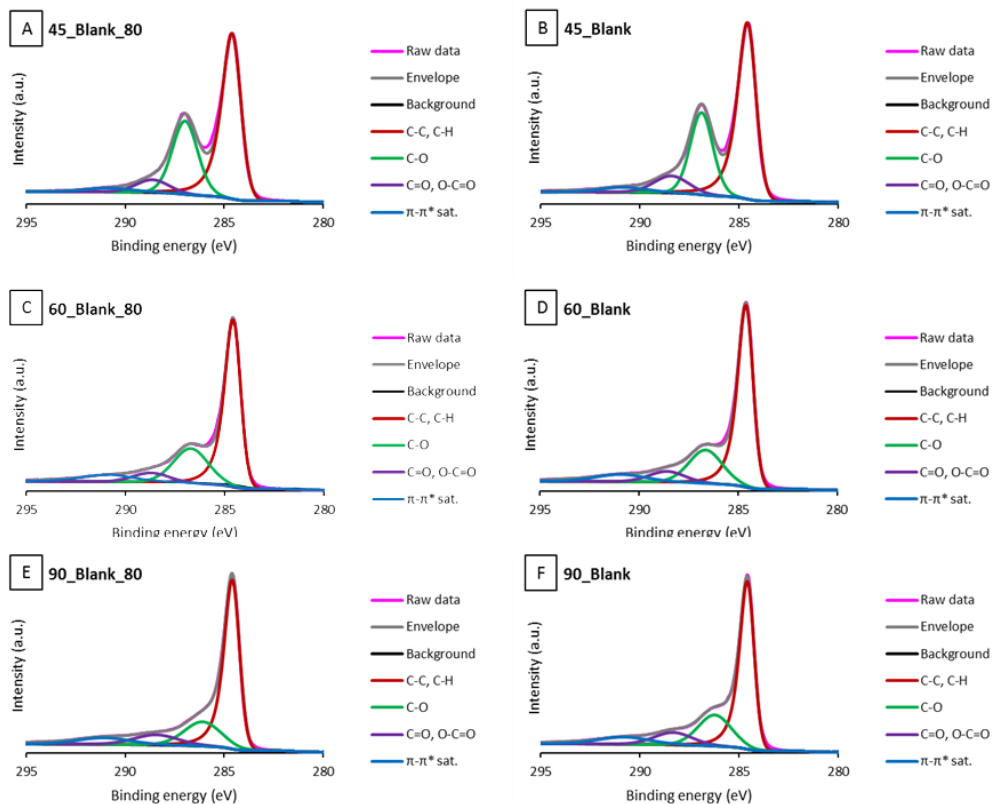 A 45_Blank_80
Intensity (a.u.)
Raw data
Envelope
Background
C-C, C-H
C-O
C=O, O-C=O
π-π* sat.
295 290 285 280
Binding energy (eV)
B 45_Blank
Intensity (a.u.)
Raw data
Envelope
Background
C-C, C-H
C-O
C=O, O-C=O
π-π* sat.
295 290 285 280
Binding energy (eV)
C 60_Blank_80
Intensity (a.u.)
Raw data
Envelope
Background
C-C, C-H
C-O
C=O, O-C=O
π-π* sat.
295 290 285 280
Binding energy (eV)
D 60_Blank
Intensity (a.u.)
Raw data
Envelope
Background
C-C, C-H
C-O
C=O, O-C=O
π-π* sat.
295 290 285 280
Binding energy (eV)
E 90_Blank_80
Intensity (a.u.)
Raw data
Envelope
Background
C-C, C-H
C-O
C=O, O-C=O
π-π* sat.
295 290 285 280
Binding energy (eV)
F 90_Blank
Intensity (a.u.)
Raw data
Envelope
Background
C-C, C-H
C-O
C=O, O-C=O
π-π* sat.
295 290 285 280
Binding energy (eV)